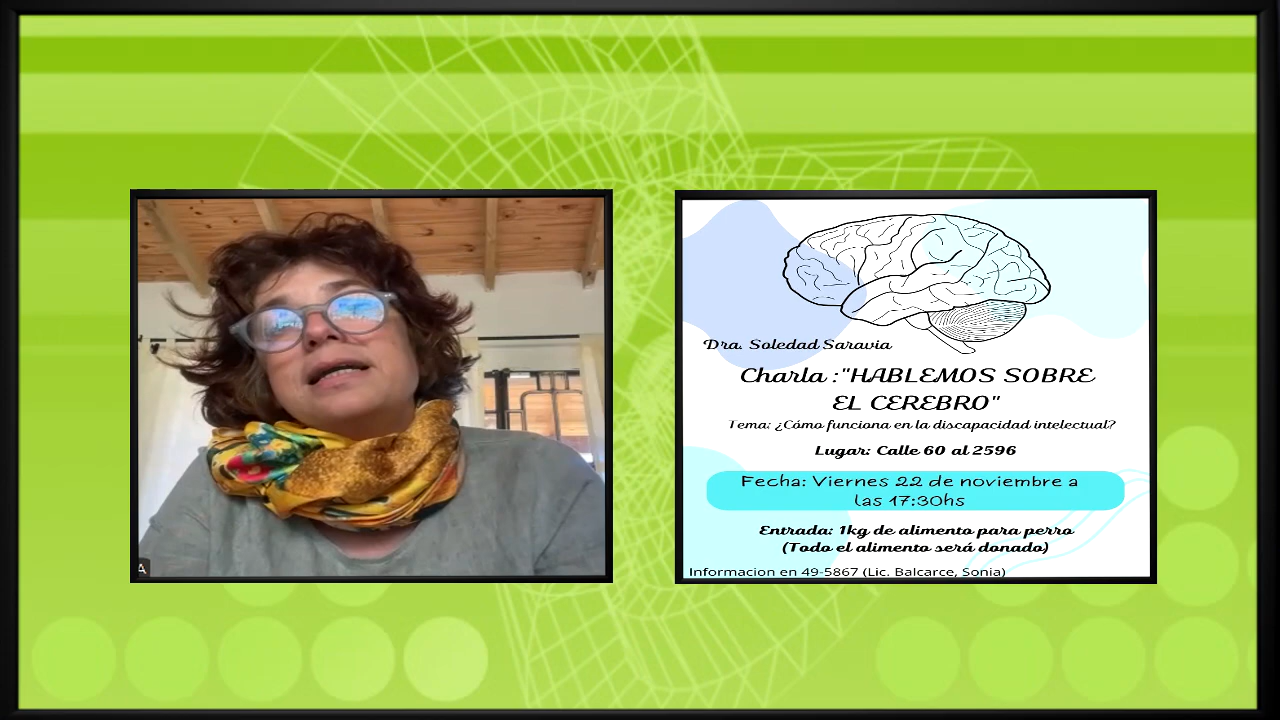 A
Dra. Soledad Saravia
Charla :"HABLEMOS SOBRE
EL CEREBRO"
Tema: ¿Cómo funciona en la discapacidad intelectual?
Lugar: Calle 60 al 2596
Fecha: Viernes 22 de noviembre a
las 17:30hs
Entrada: 1kg de alimento para perro
(Todo el alimento será donado)
Informacion en 49-5867 (Lic. Balcarce, Sonia)